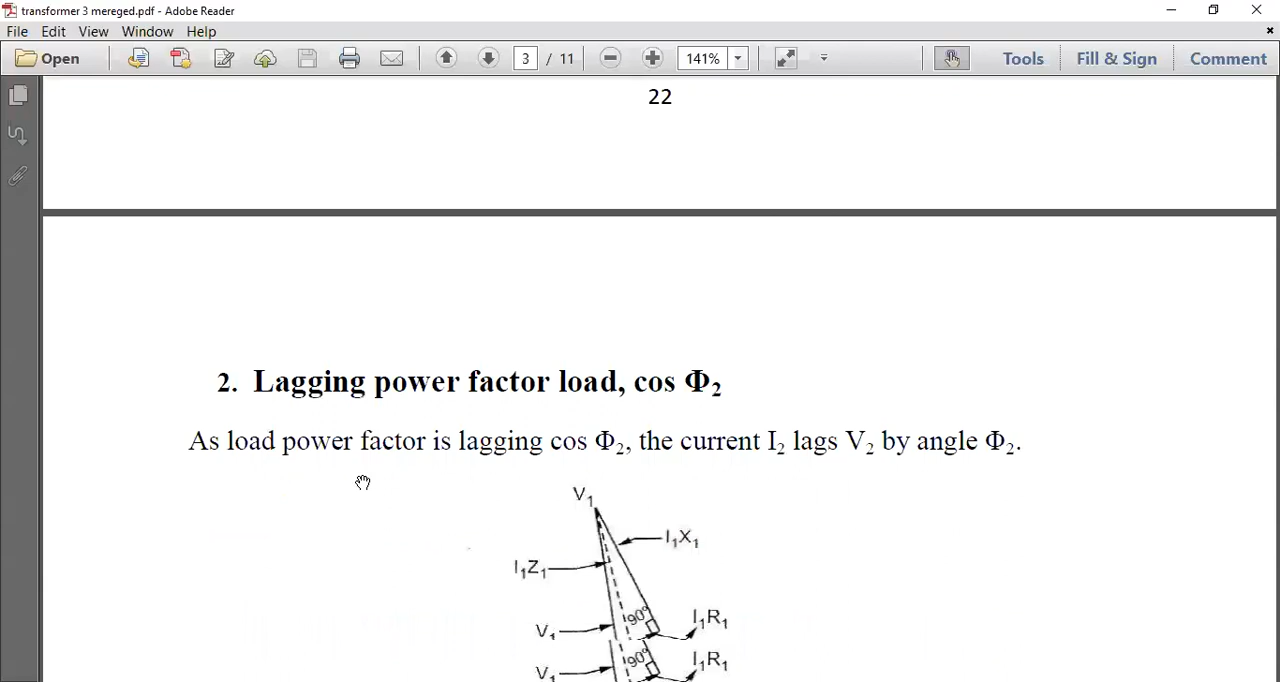 transformer 3 mereged.pdf - Adobe Reader
File Edit View Window Help
Open 3 / 11 141% Tools Fill & Sign Comment
22
2. Lagging power factor load, cos Φ₂
As load power factor is lagging cos Φ₂, the current I₂ lags V₂ by angle Φ₂.
V₁
I₁X₁
I₁Z₁
90°
I₁R₁
V₁
90°
I₁R₁
V₁